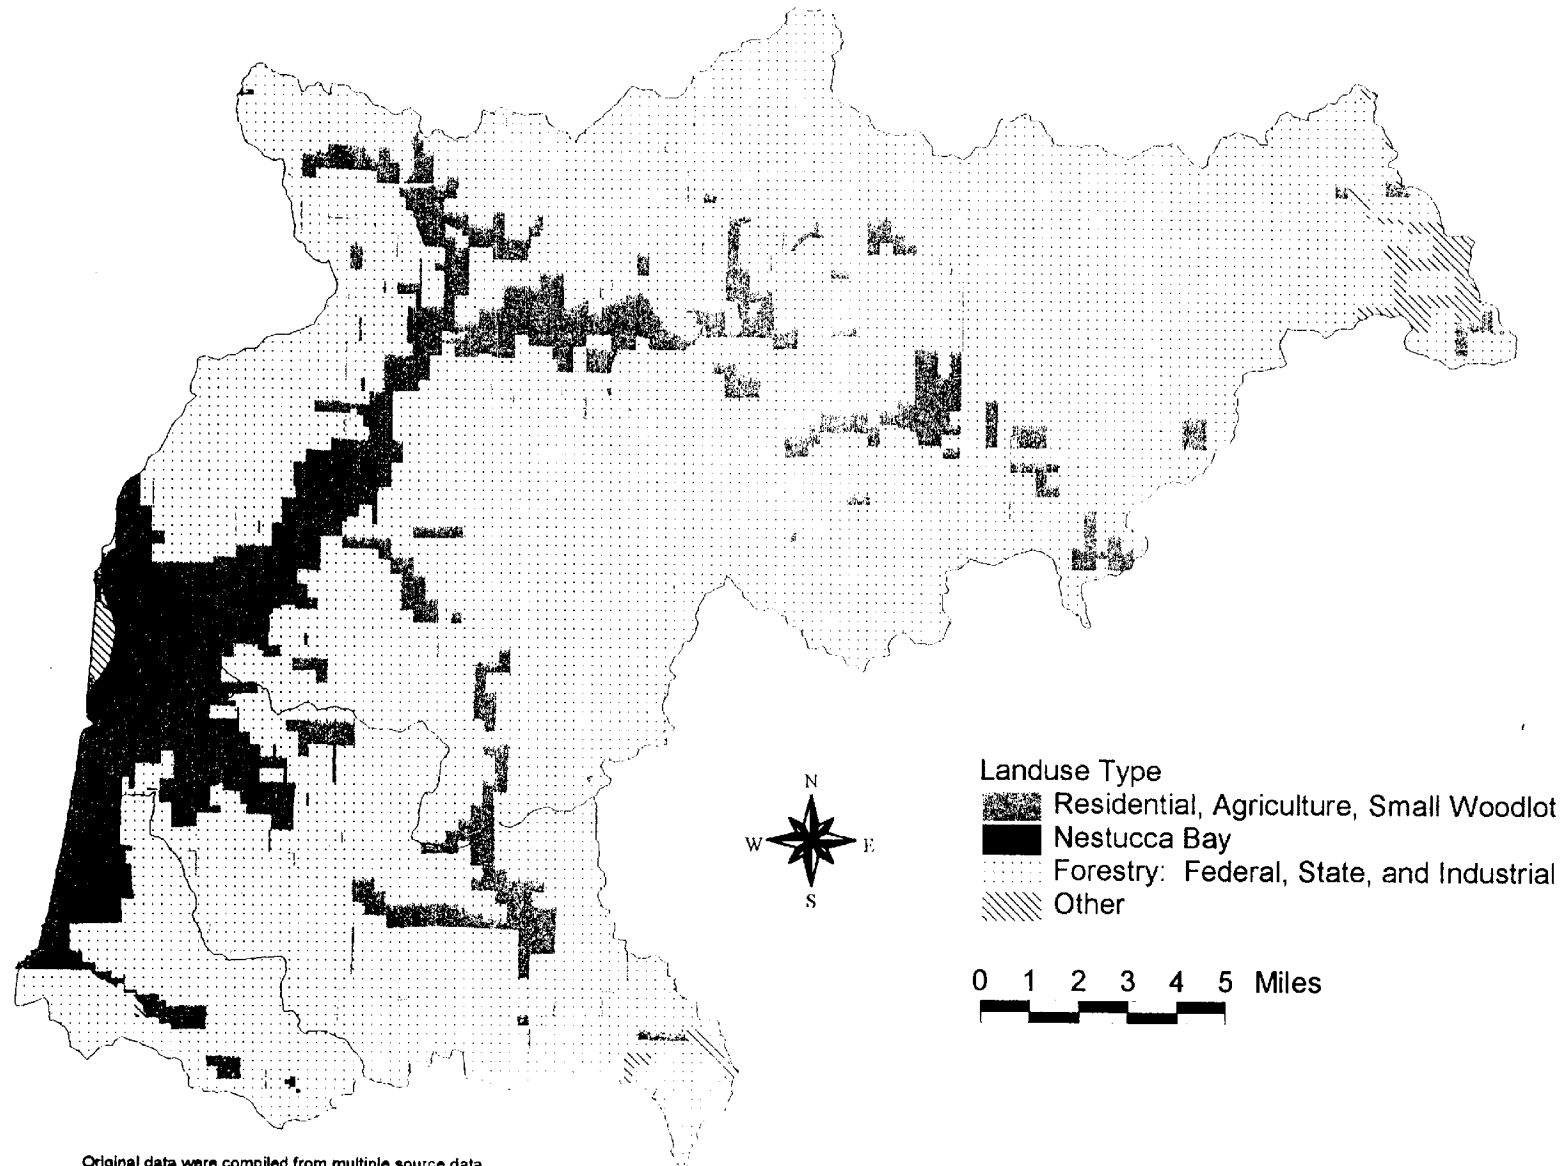 N
W E
S
Landuse Type
Residential, Agriculture, Small Woodlot
Nestucca Bay
Forestry: Federal, State, and Industrial
Other
0 1 2 3 4 5 Miles
Original data were compiled from multiple source data